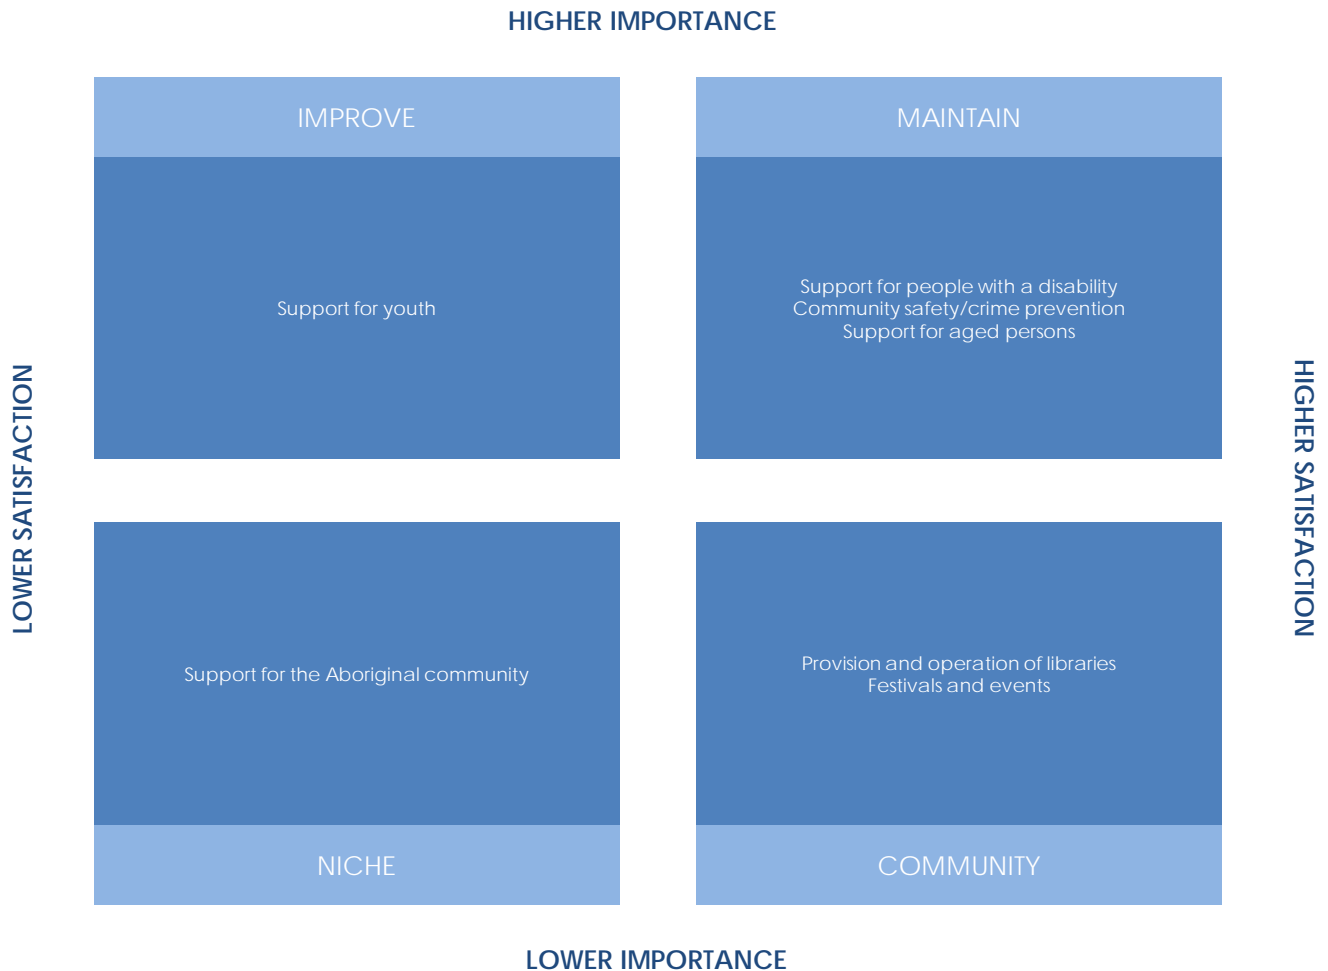 HIGHER IMPORTANCE
IMPROVE
MAINTAIN
Support for youth
Support for people with a disability
Community safety/crime prevention
Support for aged persons
LOWER SATISFACTION
HIGHER SATISFACTION
Support for the Aboriginal community
Provision and operation of libraries
Festivals and events
NICHE
COMMUNITY
LOWER IMPORTANCE